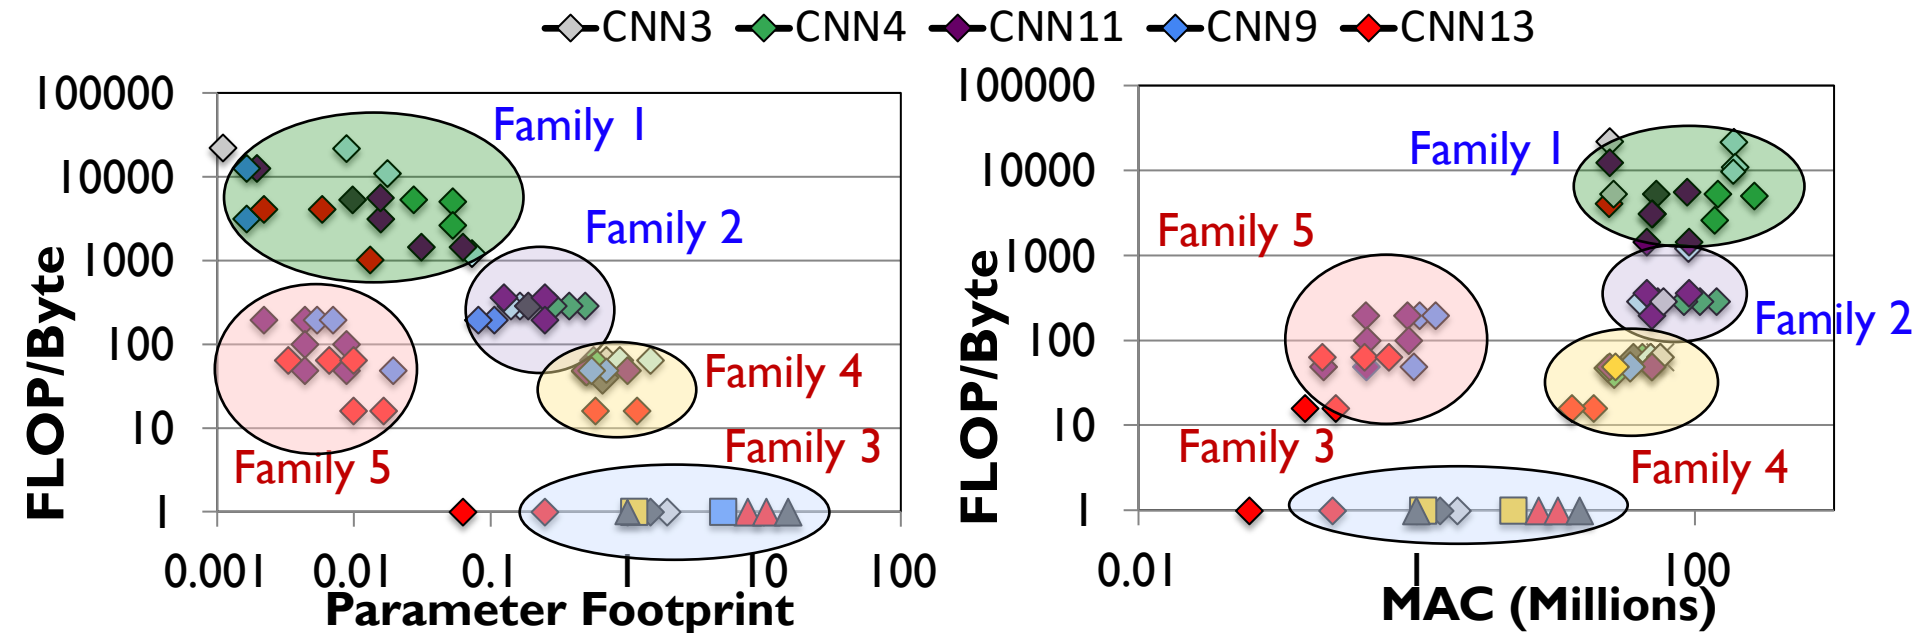 CNN3 CNN4 CNN11 CNN9 CNN13
FLOP/Byte
100000
10000
1000
100
10
1
0.001 0.01 0.1 1 10 100
Parameter Footprint
Family 1
Family 2
Family 4
Family 3
Family 5
FLOP/Byte
100000
10000
1000
100
10
1
0.01 1 100
MAC (Millions)
Family 1
Family 5
Family 2
Family 3
Family 4